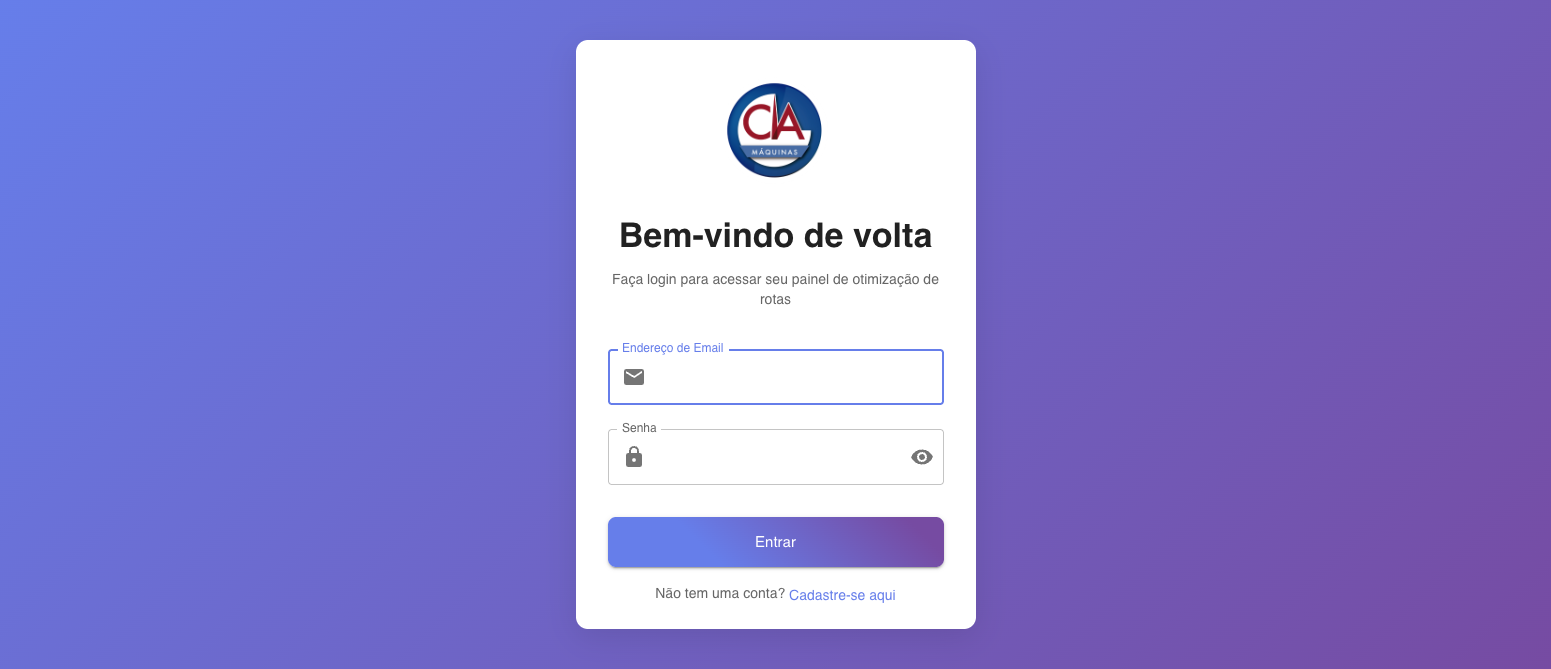 CIA
MÁQUINAS
Bem-vindo de volta
Faça login para acessar seu painel de otimização de
rotas
Endereço de Email
Senha
Entrar
Não tem uma conta? Cadastre-se aqui